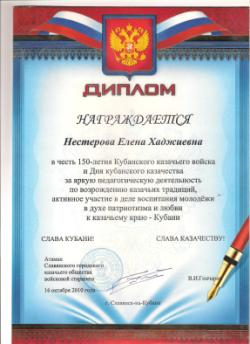 ДИПЛОМ
НАГРАЖДАЕТСЯ
Нестерова Елена Хаджиевна
в честь 150-летия Кубанского казачьего войска
и Дня кубанского казачества
за яркую педагогическую деятельность
по возрождению казачьих традиций,
активное участие в деле воспитания молодёжи
в духе патриотизма и любви
к казачьему краю - Кубани
СЛАВА КУБАНИ! СЛАВА КАЗАЧЕСТВУ!
Атаман
Славянского городского
казачьего общества
войсковой старшина
16 октября 2010 года
г. Славянск-на-Кубани